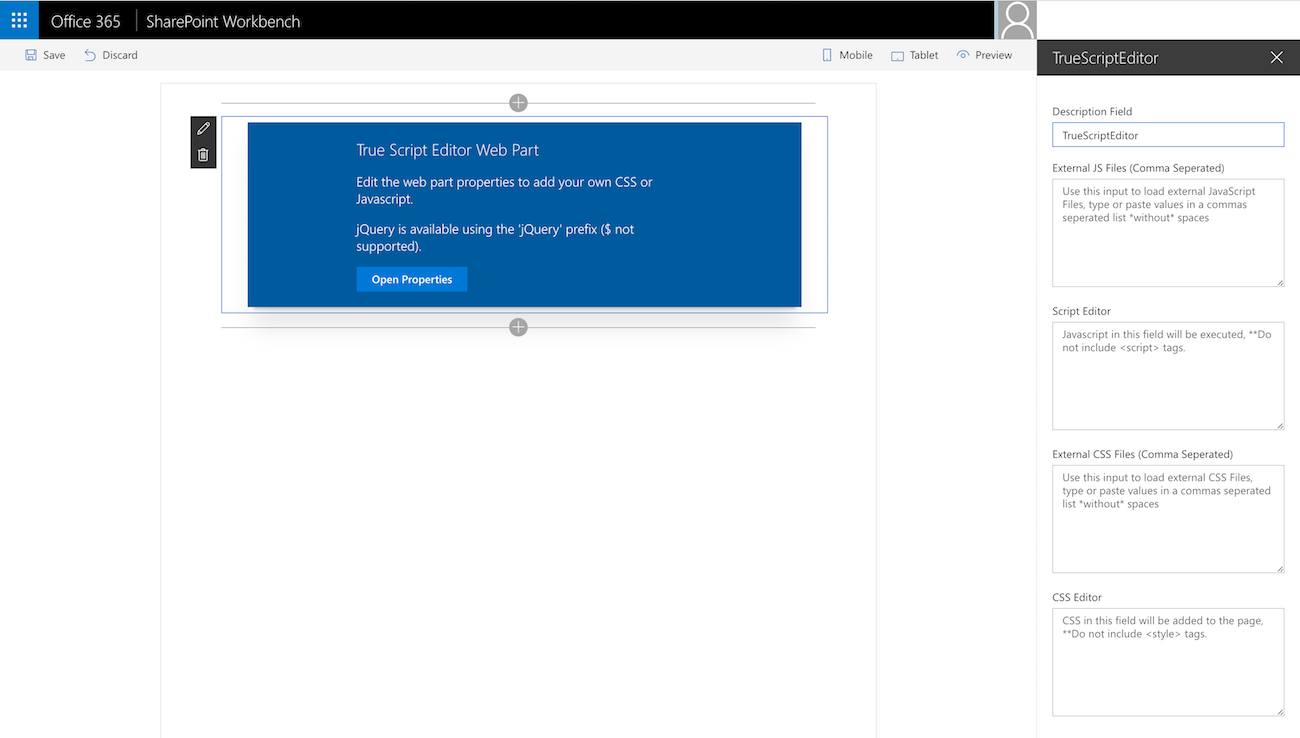 Office 365 SharePoint Workbench
Save Discard Mobile Tablet Preview
True Script Editor Web Part
Edit the web part properties to add your own CSS or
Javascript.
jQuery is available using the 'jQuery' prefix ($ not
supported).
Open Properties
TrueScriptEditor
Description Field
TrueScriptEditor
External JS Files (Comma Seperated)
Use this input to load external JavaScript
Files, type or paste values in a commas
seperated list *without* spaces
Script Editor
Javascript in this field will be executed, **Do
not include <script> tags.
External CSS Files (Comma Seperated)
Use this input to load external CSS Files,
type or paste values in a commas seperated
list *without* spaces
CSS Editor
CSS in this field will be added to the page,
**Do not include <style> tags.